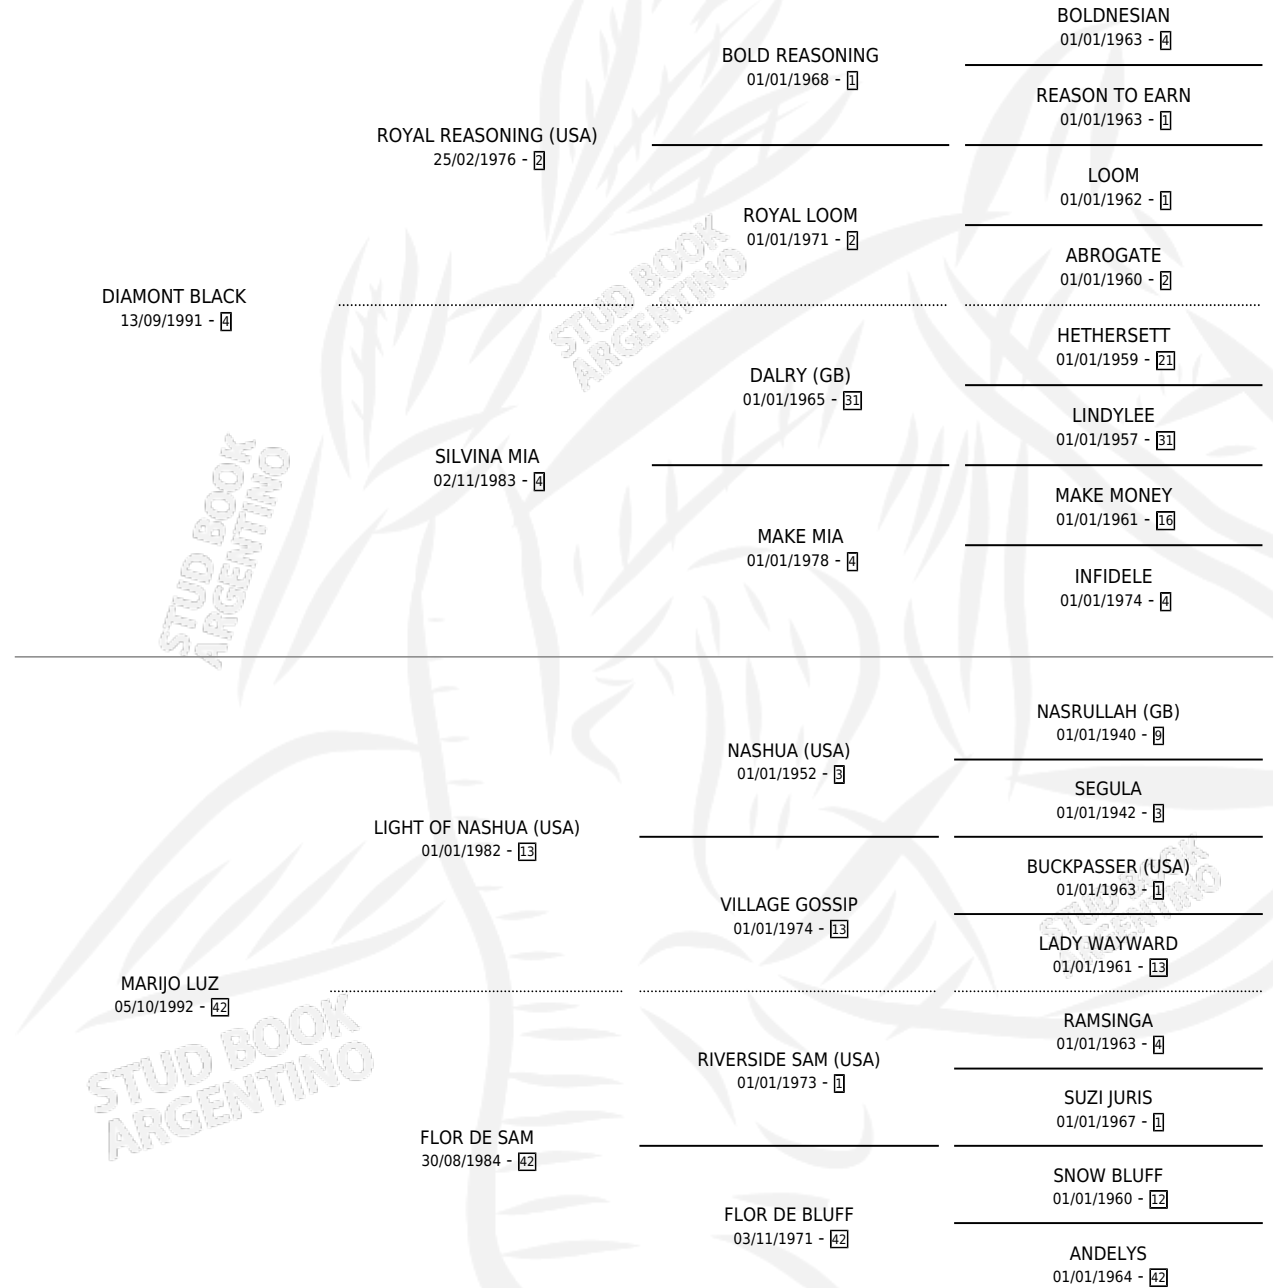 BOLDNESIAN
01/01/1963 - 4
BOLD REASONING
01/01/1968 - 1
REASON TO EARN
01/01/1963 - 1
ROYAL REASONING (USA)
25/02/1976 - 2
LOOM
01/01/1962 - 1
ROYAL LOOM
01/01/1971 - 2
ABROGATE
01/01/1960 - 2
DIAMONT BLACK
13/09/1991 - 4
HETHERSETT
01/01/1959 - 21
DALRY (GB)
01/01/1965 - 31
LINDYLEE
01/01/1957 - 31
SILVINA MIA
02/11/1983 - 4
MAKE MONEY
01/01/1961 - 16
MAKE MIA
01/01/1978 - 4
INFIDELE
01/01/1974 - 4
NASRULLAH (GB)
01/01/1940 - 9
NASHUA (USA)
01/01/1952 - 3
SEGULA
01/01/1942 - 3
LIGHT OF NASHUA (USA)
01/01/1982 - 13
BUCKPASSER (USA)
01/01/1963 - 1
VILLAGE GOSSIP
01/01/1974 - 13
LADY WAYWARD
01/01/1961 - 13
MARIJO LUZ
05/10/1992 - 42
RAMSINGA
01/01/1963 - 4
RIVERSIDE SAM (USA)
01/01/1973 - 1
SUZI JURIS
01/01/1967 - 1
FLOR DE SAM
30/08/1984 - 42
SNOW BLUFF
01/01/1960 - 12
FLOR DE BLUFF
03/11/1971 - 42
ANDELYS
01/01/1964 - 42
STUD BOOK
ARGENTINO
STUD BOOK
ARGENTINO
STUD BOOK
ARGENTINO
STUD BOOK
ARGENTINO